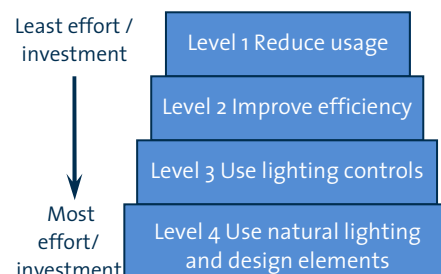 Least effort /
investment
Level 1 Reduce usage
Level 2 Improve efficiency
Level 3 Use lighting controls
Most
effort/
investment
Level 4 Use natural lighting
and design elements